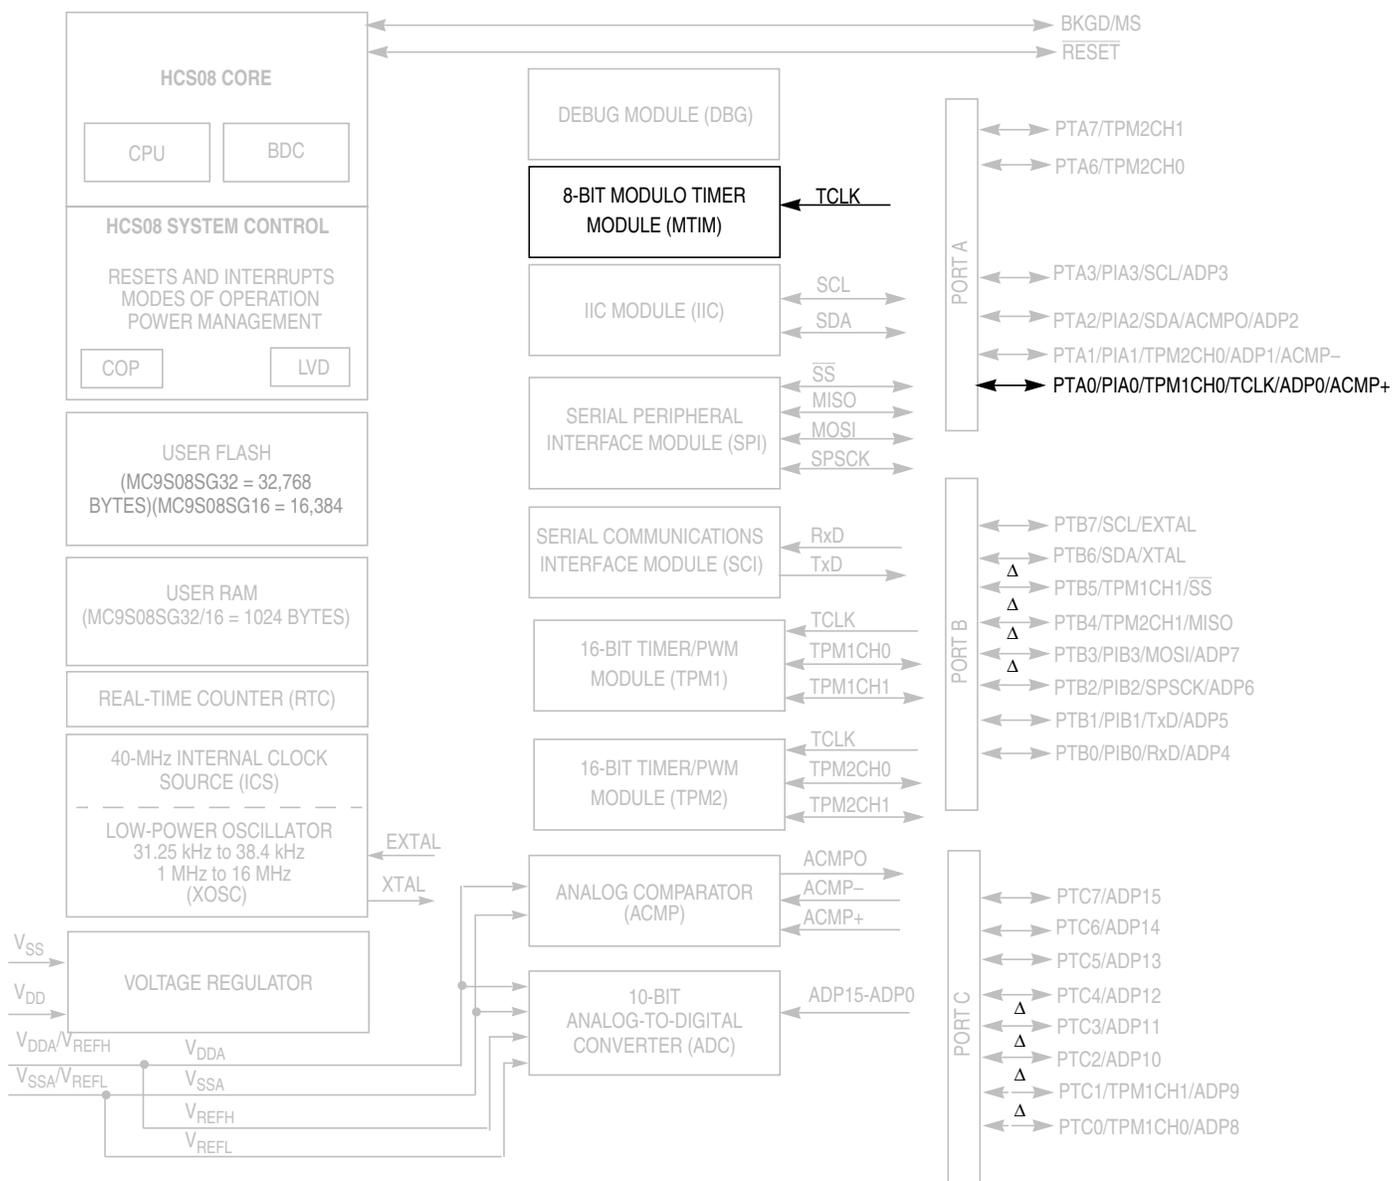 BKGD/MS
RESET
HCS08 CORE
CPU
BDC
HCS08 SYSTEM CONTROL
RESETS AND INTERRUPTS
MODES OF OPERATION
POWER MANAGEMENT
COP
LVD
USER FLASH
(MC9S08SG32 = 32,768
BYTES)(MC9S08SG16 = 16,384
USER RAM
(MC9S08SG32/16 = 1024 BYTES)
REAL-TIME COUNTER (RTC)
40-MHz INTERNAL CLOCK
SOURCE (ICS)
LOW-POWER OSCILLATOR
31.25 kHz to 38.4 kHz
1 MHz to 16 MHz
(XOSC)
EXTAL
XTAL
VSS
VDD
VOLTAGE REGULATOR
VDDA/VREFH
VSSA/VREFL
VDDA
VSSA
VREFH
VREFL
DEBUG MODULE (DBG)
8-BIT MODULO TIMER
MODULE (MTIM)
TCLK
IIC MODULE (IIC)
SCL
SDA
SERIAL PERIPHERAL
INTERFACE MODULE (SPI)
SS
MISO
MOSI
SPSCK
SERIAL COMMUNICATIONS
INTERFACE MODULE (SCI)
RxD
TxD
16-BIT TIMER/PWM
MODULE (TPM1)
TCLK
TPM1CH0
TPM1CH1
16-BIT TIMER/PWM
MODULE (TPM2)
TCLK
TPM2CH0
TPM2CH1
ANALOG COMPARATOR
(ACMP)
ACMPO
ACMP–
ACMP+
10-BIT
ANALOG-TO-DIGITAL
CONVERTER (ADC)
ADP15-ADP0
PORT A
PTA7/TPM2CH1
PTA6/TPM2CH0
PTA3/PIA3/SCL/ADP3
PTA2/PIA2/SDA/ACMPO/ADP2
PTA1/PIA1/TPM2CH0/ADP1/ACMP–
PTA0/PIA0/TPM1CH0/TCLK/ADP0/ACMP+
PORT B
PTB7/SCL/EXTAL
PTB6/SDA/XTAL
Δ
PTB5/TPM1CH1/SS
Δ
PTB4/TPM2CH1/MISO
Δ
PTB3/PIB3/MOSI/ADP7
Δ
PTB2/PIB2/SPSCK/ADP6
PTB1/PIB1/TxD/ADP5
PTB0/PIB0/RxD/ADP4
PORT C
PTC7/ADP15
PTC6/ADP14
PTC5/ADP13
PTC4/ADP12
Δ
PTC3/ADP11
Δ
PTC2/ADP10
Δ
PTC1/TPM1CH1/ADP9
Δ
PTC0/TPM1CH0/ADP8